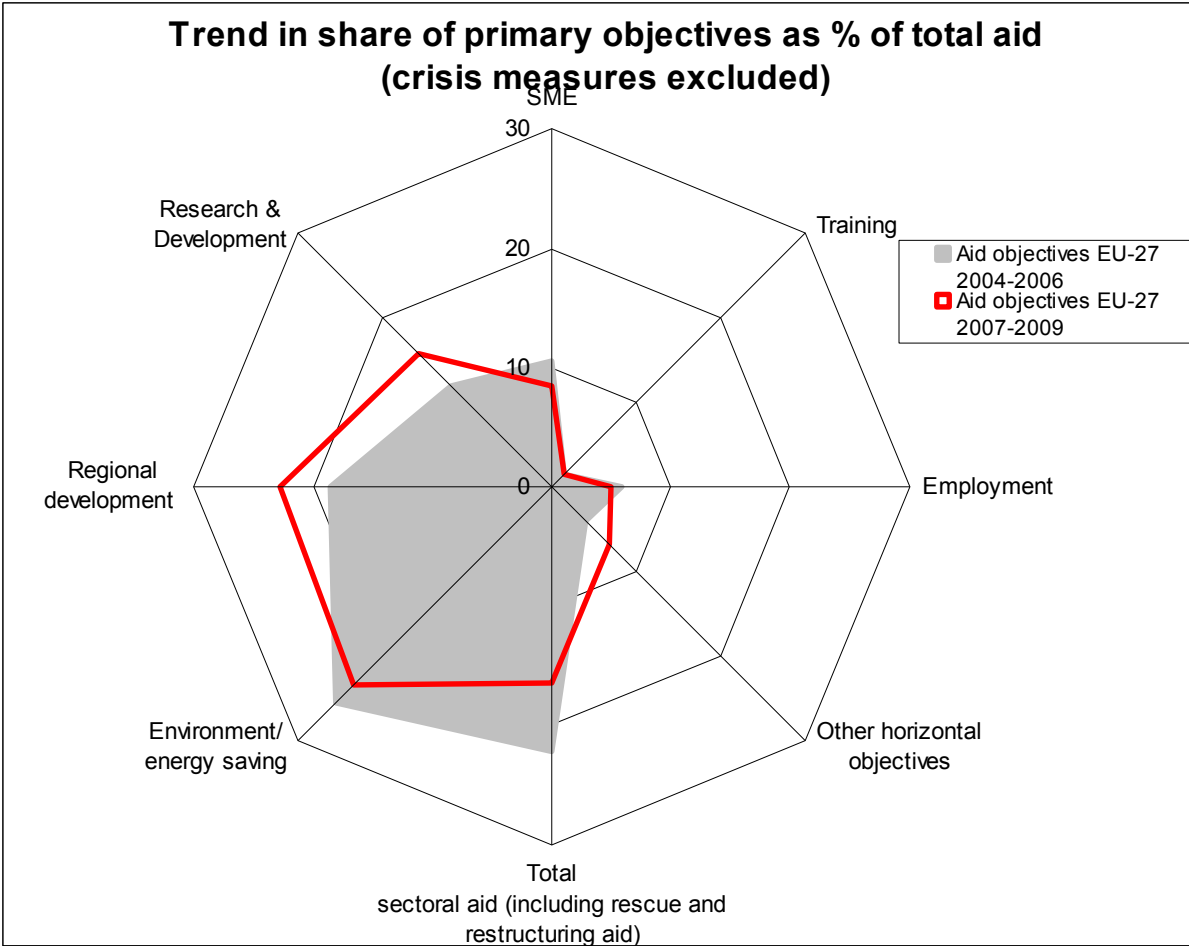 Trend in share of primary objectives as % of total aid
(crisis measures excluded)
SME
30
20
10
0
Research &
Development
Training
Aid objectives EU-27
2004-2006
Aid objectives EU-27
2007-2009
Regional
development
Employment
Environment/
energy saving
Other horizontal
objectives
Total
sectoral aid (including rescue and
restructuring aid)